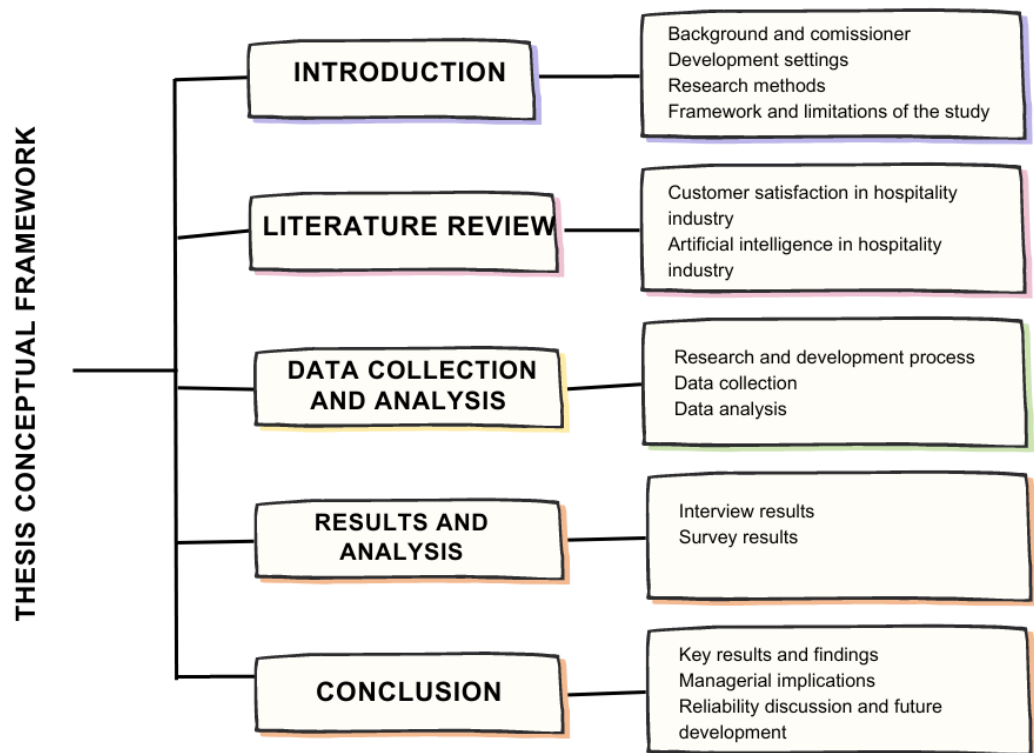 THESIS CONCEPTUAL FRAMEWORK
INTRODUCTION
Background and comissioner
Development settings
Research methods
Framework and limitations of the study
LITERATURE REVIEW
Customer satisfaction in hospitality
industry
Artificial intelligence in hospitality
industry
DATA COLLECTION
AND ANALYSIS
Research and development process
Data collection
Data analysis
RESULTS AND
ANALYSIS
Interview results
Survey results
CONCLUSION
Key results and findings
Managerial implications
Reliability discussion and future
development